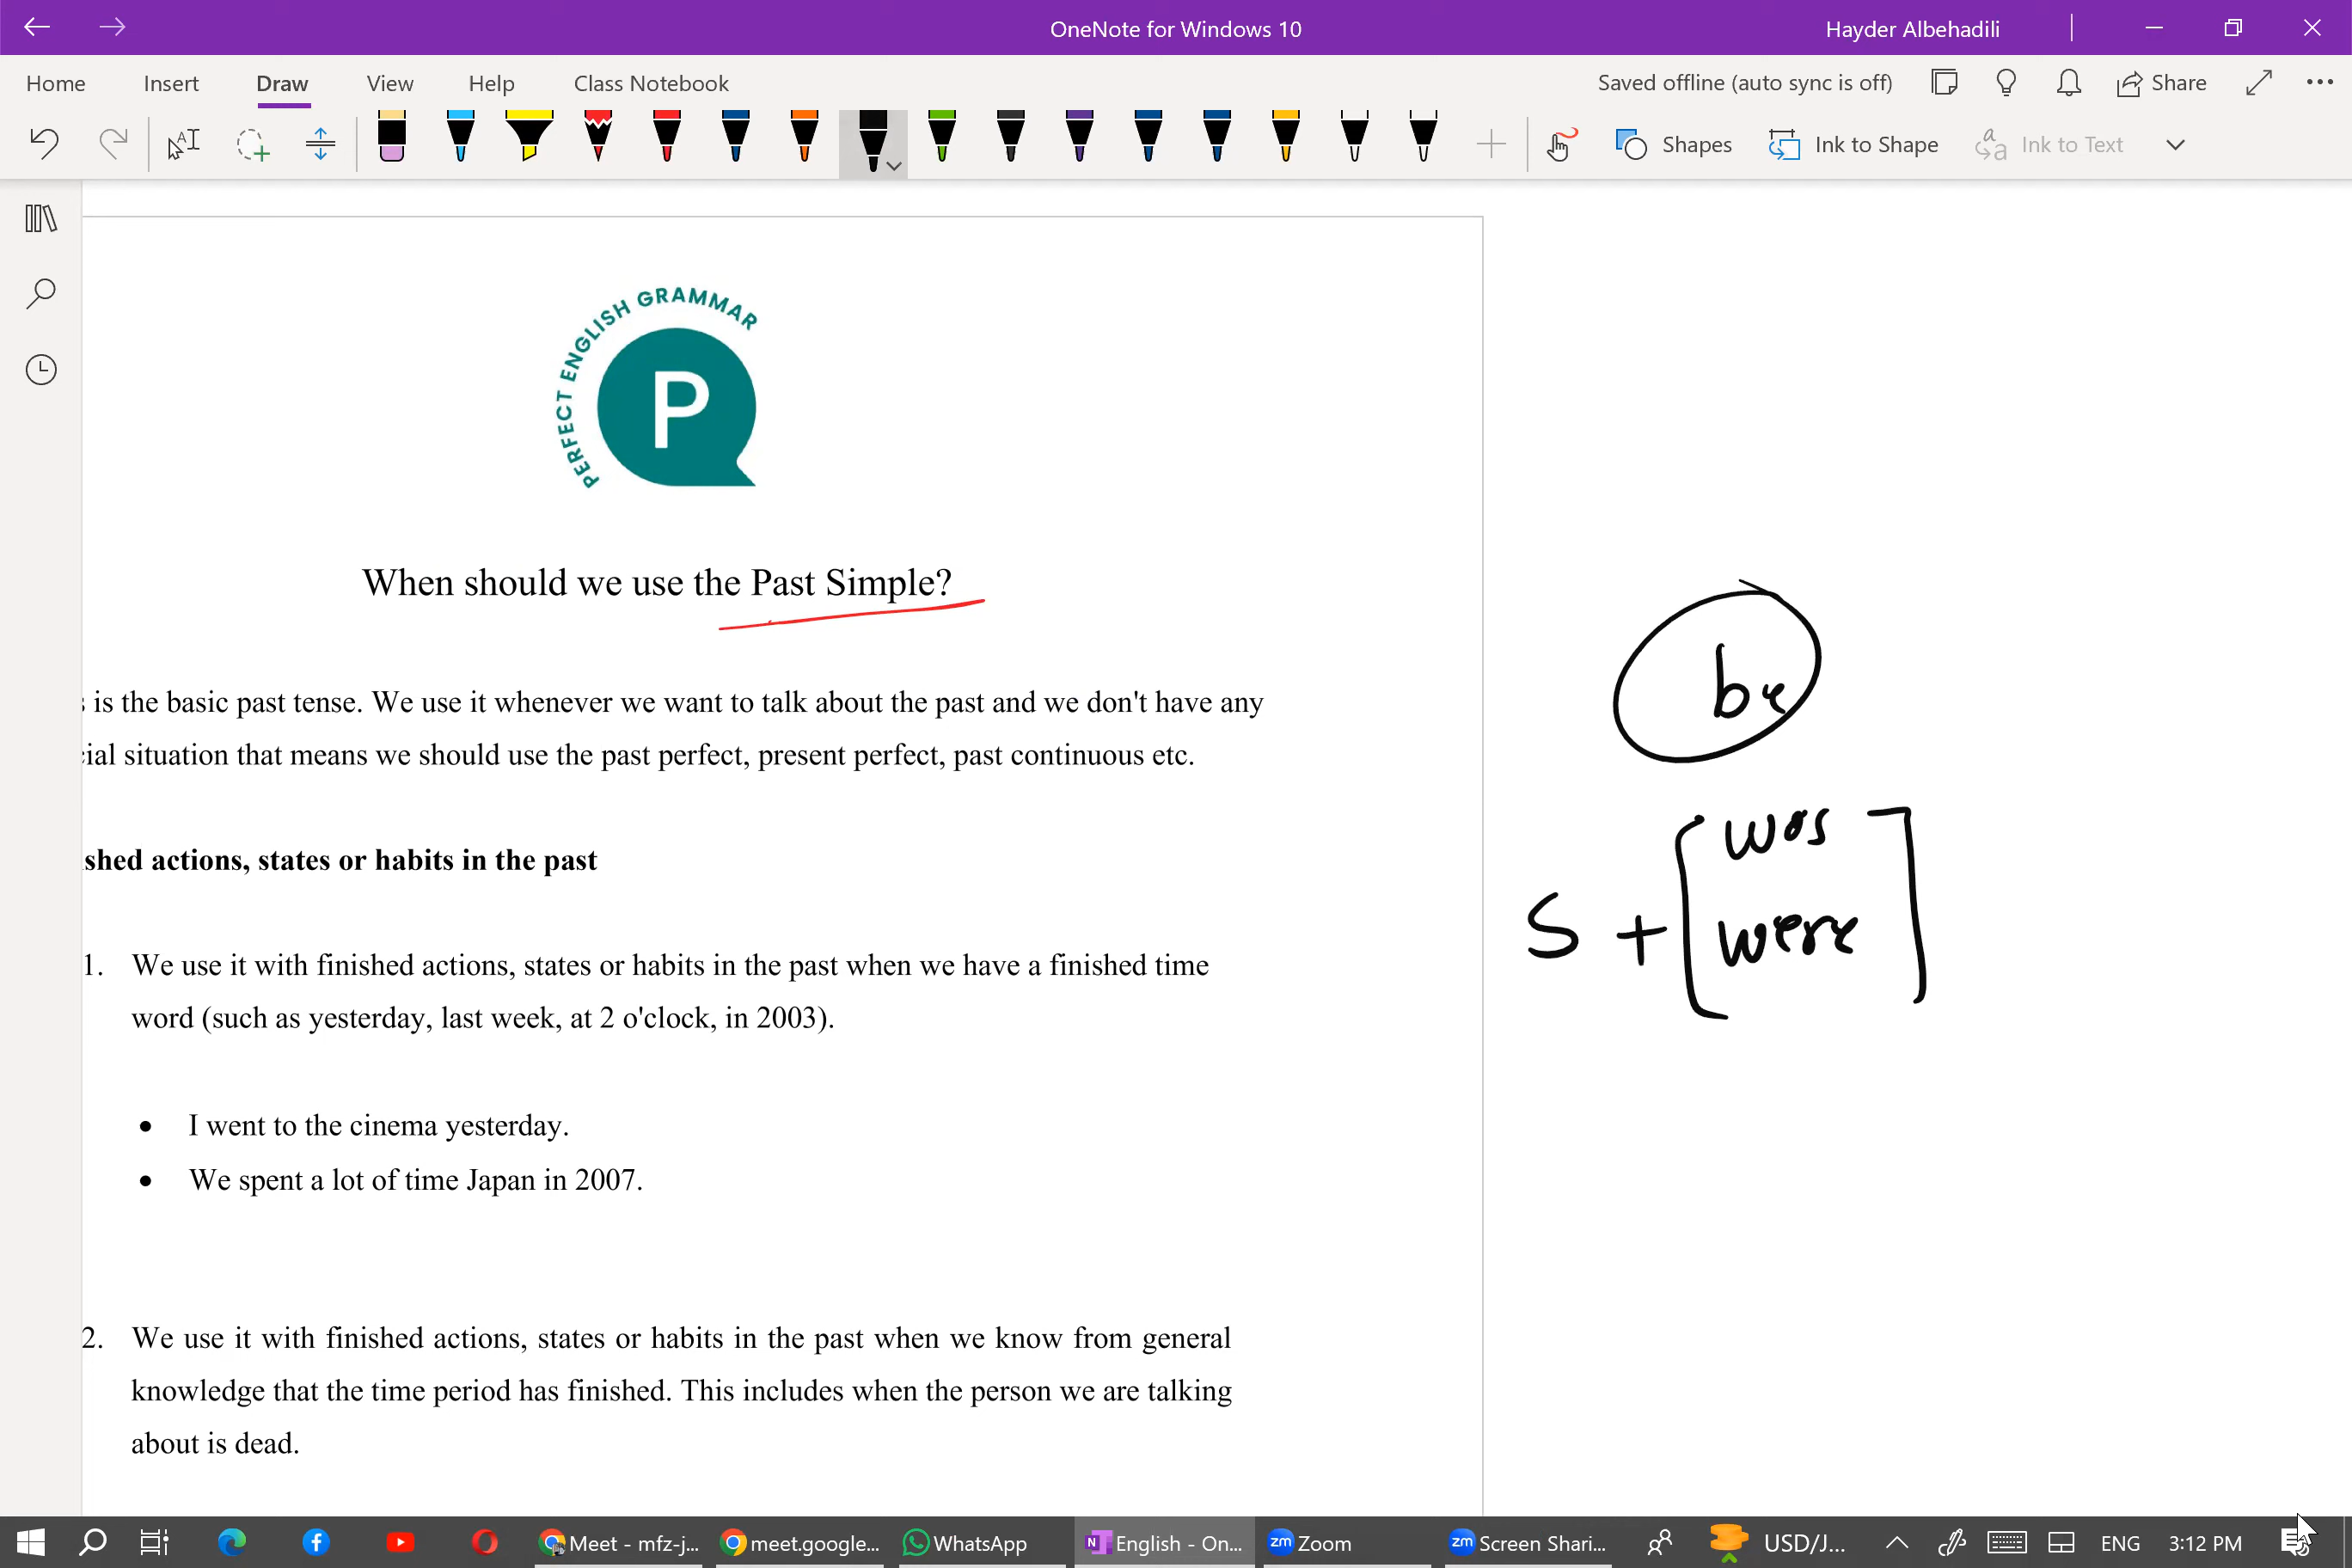 OneNote for Windows 10
Hayder Albehadili
Home Insert Draw View Help Class Notebook
Saved offline (auto sync is off) Share
Shapes Ink to Shape Ink to Text
PERFECT ENGLISH GRAMMAR
P
When should we use the Past Simple?
s is the basic past tense. We use it whenever we want to talk about the past and we don't have any
cial situation that means we should use the past perfect, present perfect, past continuous etc.
shed actions, states or habits in the past
1. We use it with finished actions, states or habits in the past when we have a finished time
word (such as yesterday, last week, at 2 o'clock, in 2003).
• I went to the cinema yesterday.
• We spent a lot of time Japan in 2007.
2. We use it with finished actions, states or habits in the past when we know from general
knowledge that the time period has finished. This includes when the person we are talking
about is dead.
be
was
S + were
Meet - mfz-j... meet.google... WhatsApp English - On... Zoom Screen Shari... USD/J... ENG 3:12 PM